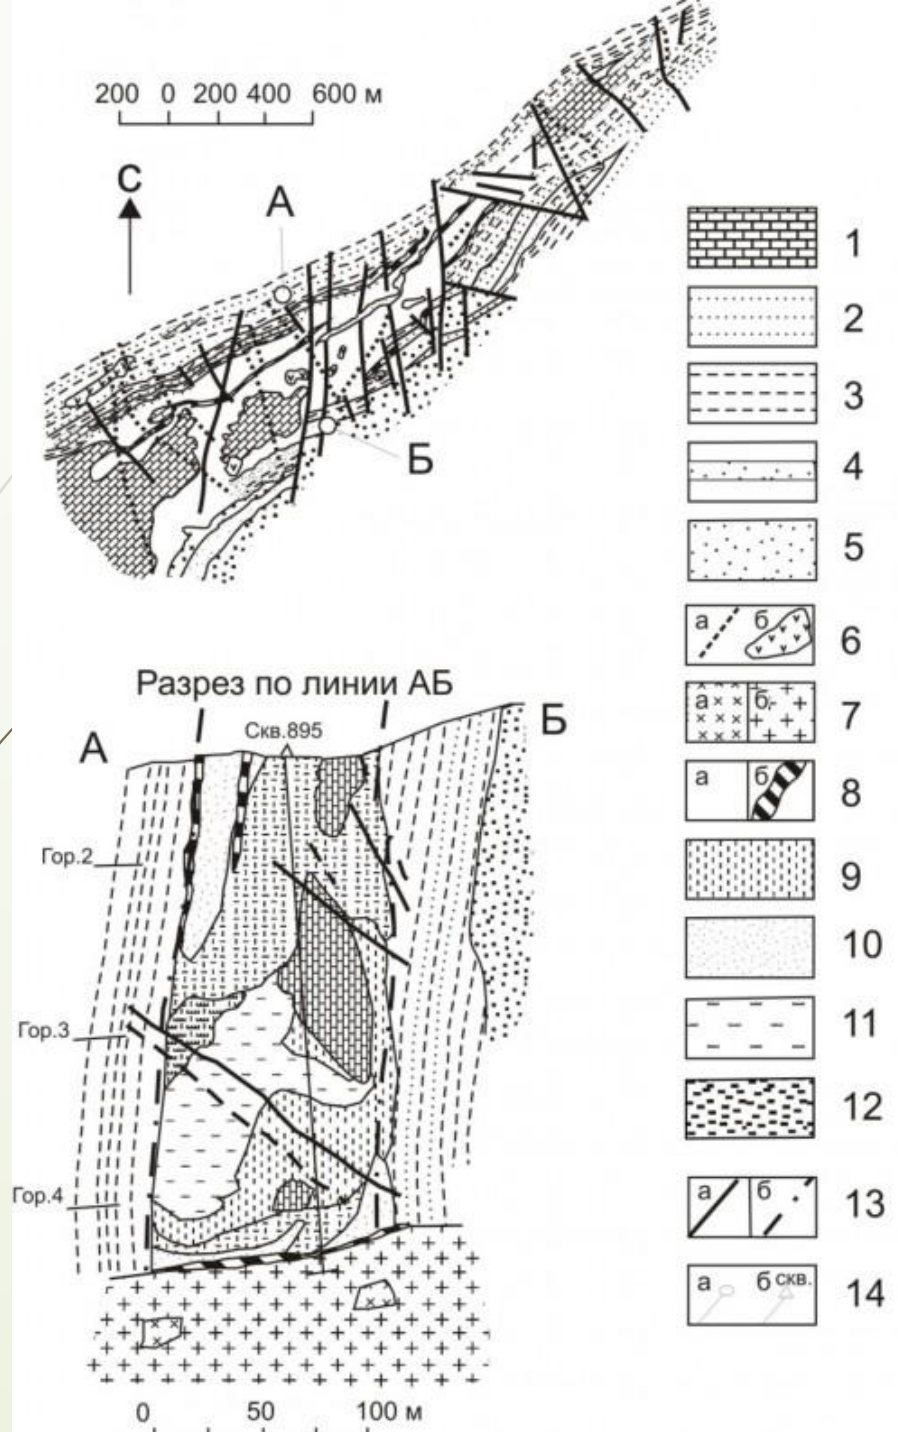 200 0 200 400 600 м
С
А
Б
1
2
3
4
5
а б 6
а б 7
а б 8
9
10
11
12
а б 13
а б скв. 14
Разрез по линии АБ
А
Скв.895
Б
Гор.2
Гор.3
Гор.4
0 50 100 м